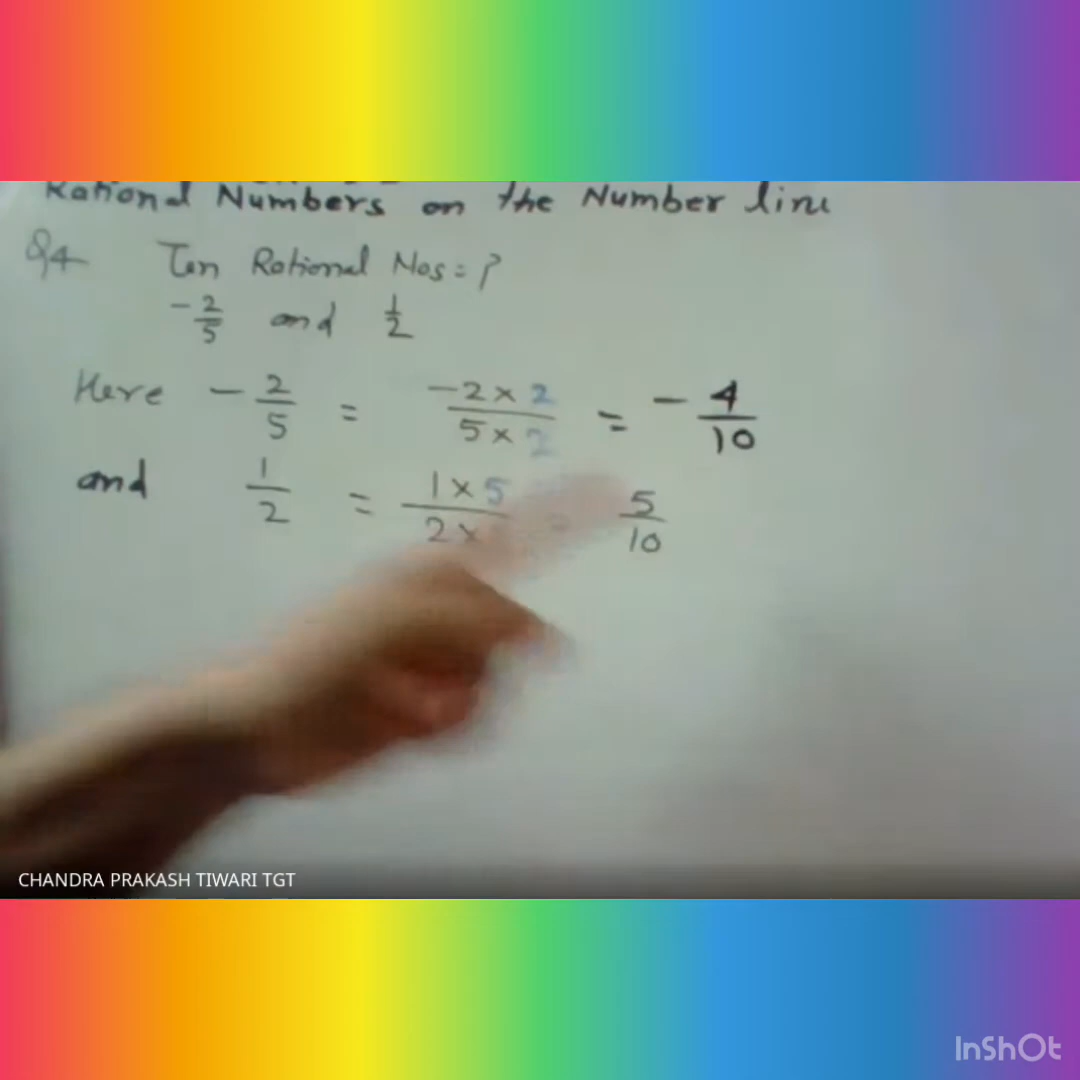 Rational Numbers on the Number line
Q4 Ten Rational Nos = ?
-2/5 and 1/2
Here -2/5 = -2 × 2 / 5 × 2 = -4/10
and 1/2 = 1 × 5 / 2 × = 5/10
CHANDRA PRAKASH TIWARI TGT
InShOt